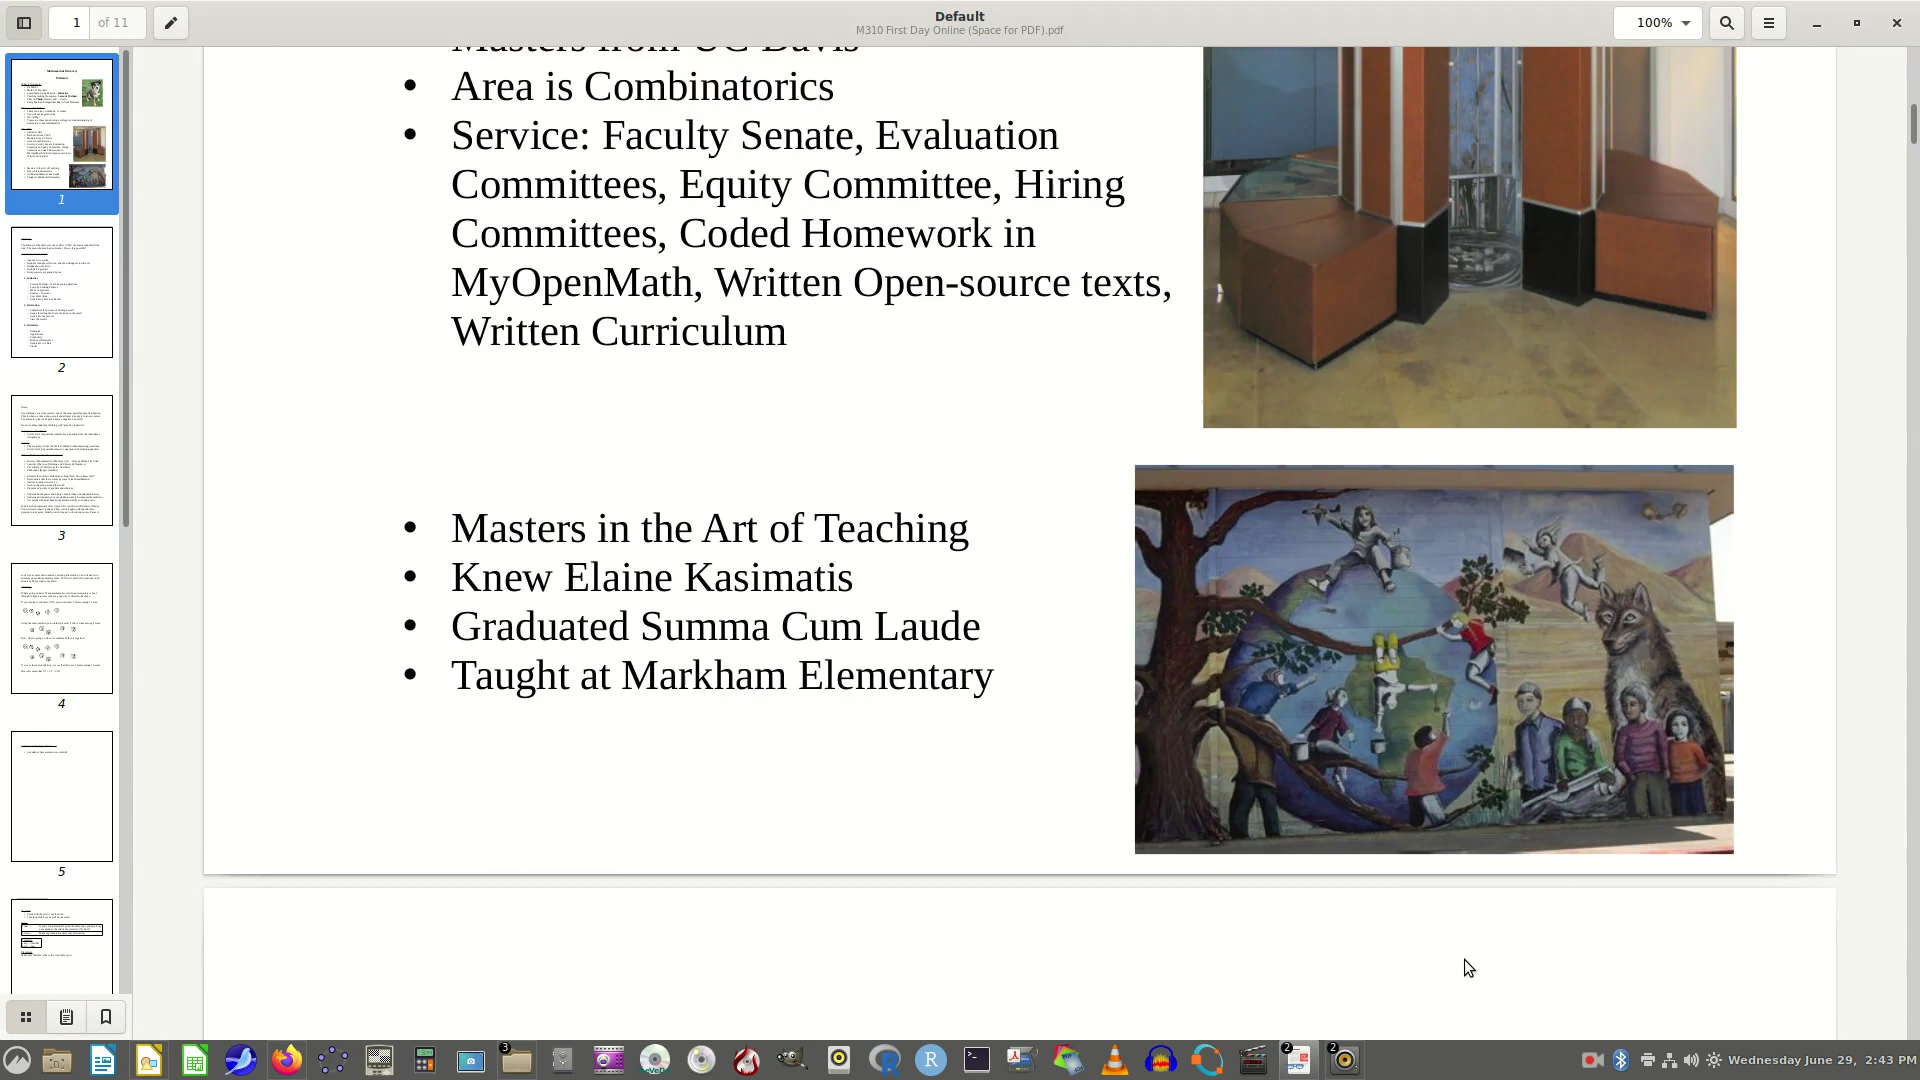 Default
M310 First Day Online (Space for PDF).pdf
1 of 11
100%
Masters from UC Davis
• Area is Combinatorics
• Service: Faculty Senate, Evaluation
Committees, Equity Committee, Hiring
Committees, Coded Homework in
MyOpenMath, Written Open-source texts,
Written Curriculum
• Masters in the Art of Teaching
• Knew Elaine Kasimatis
• Graduated Summa Cum Laude
• Taught at Markham Elementary
1
2
3
4
5
3
2
2
Wednesday June 29, 2:43 PM